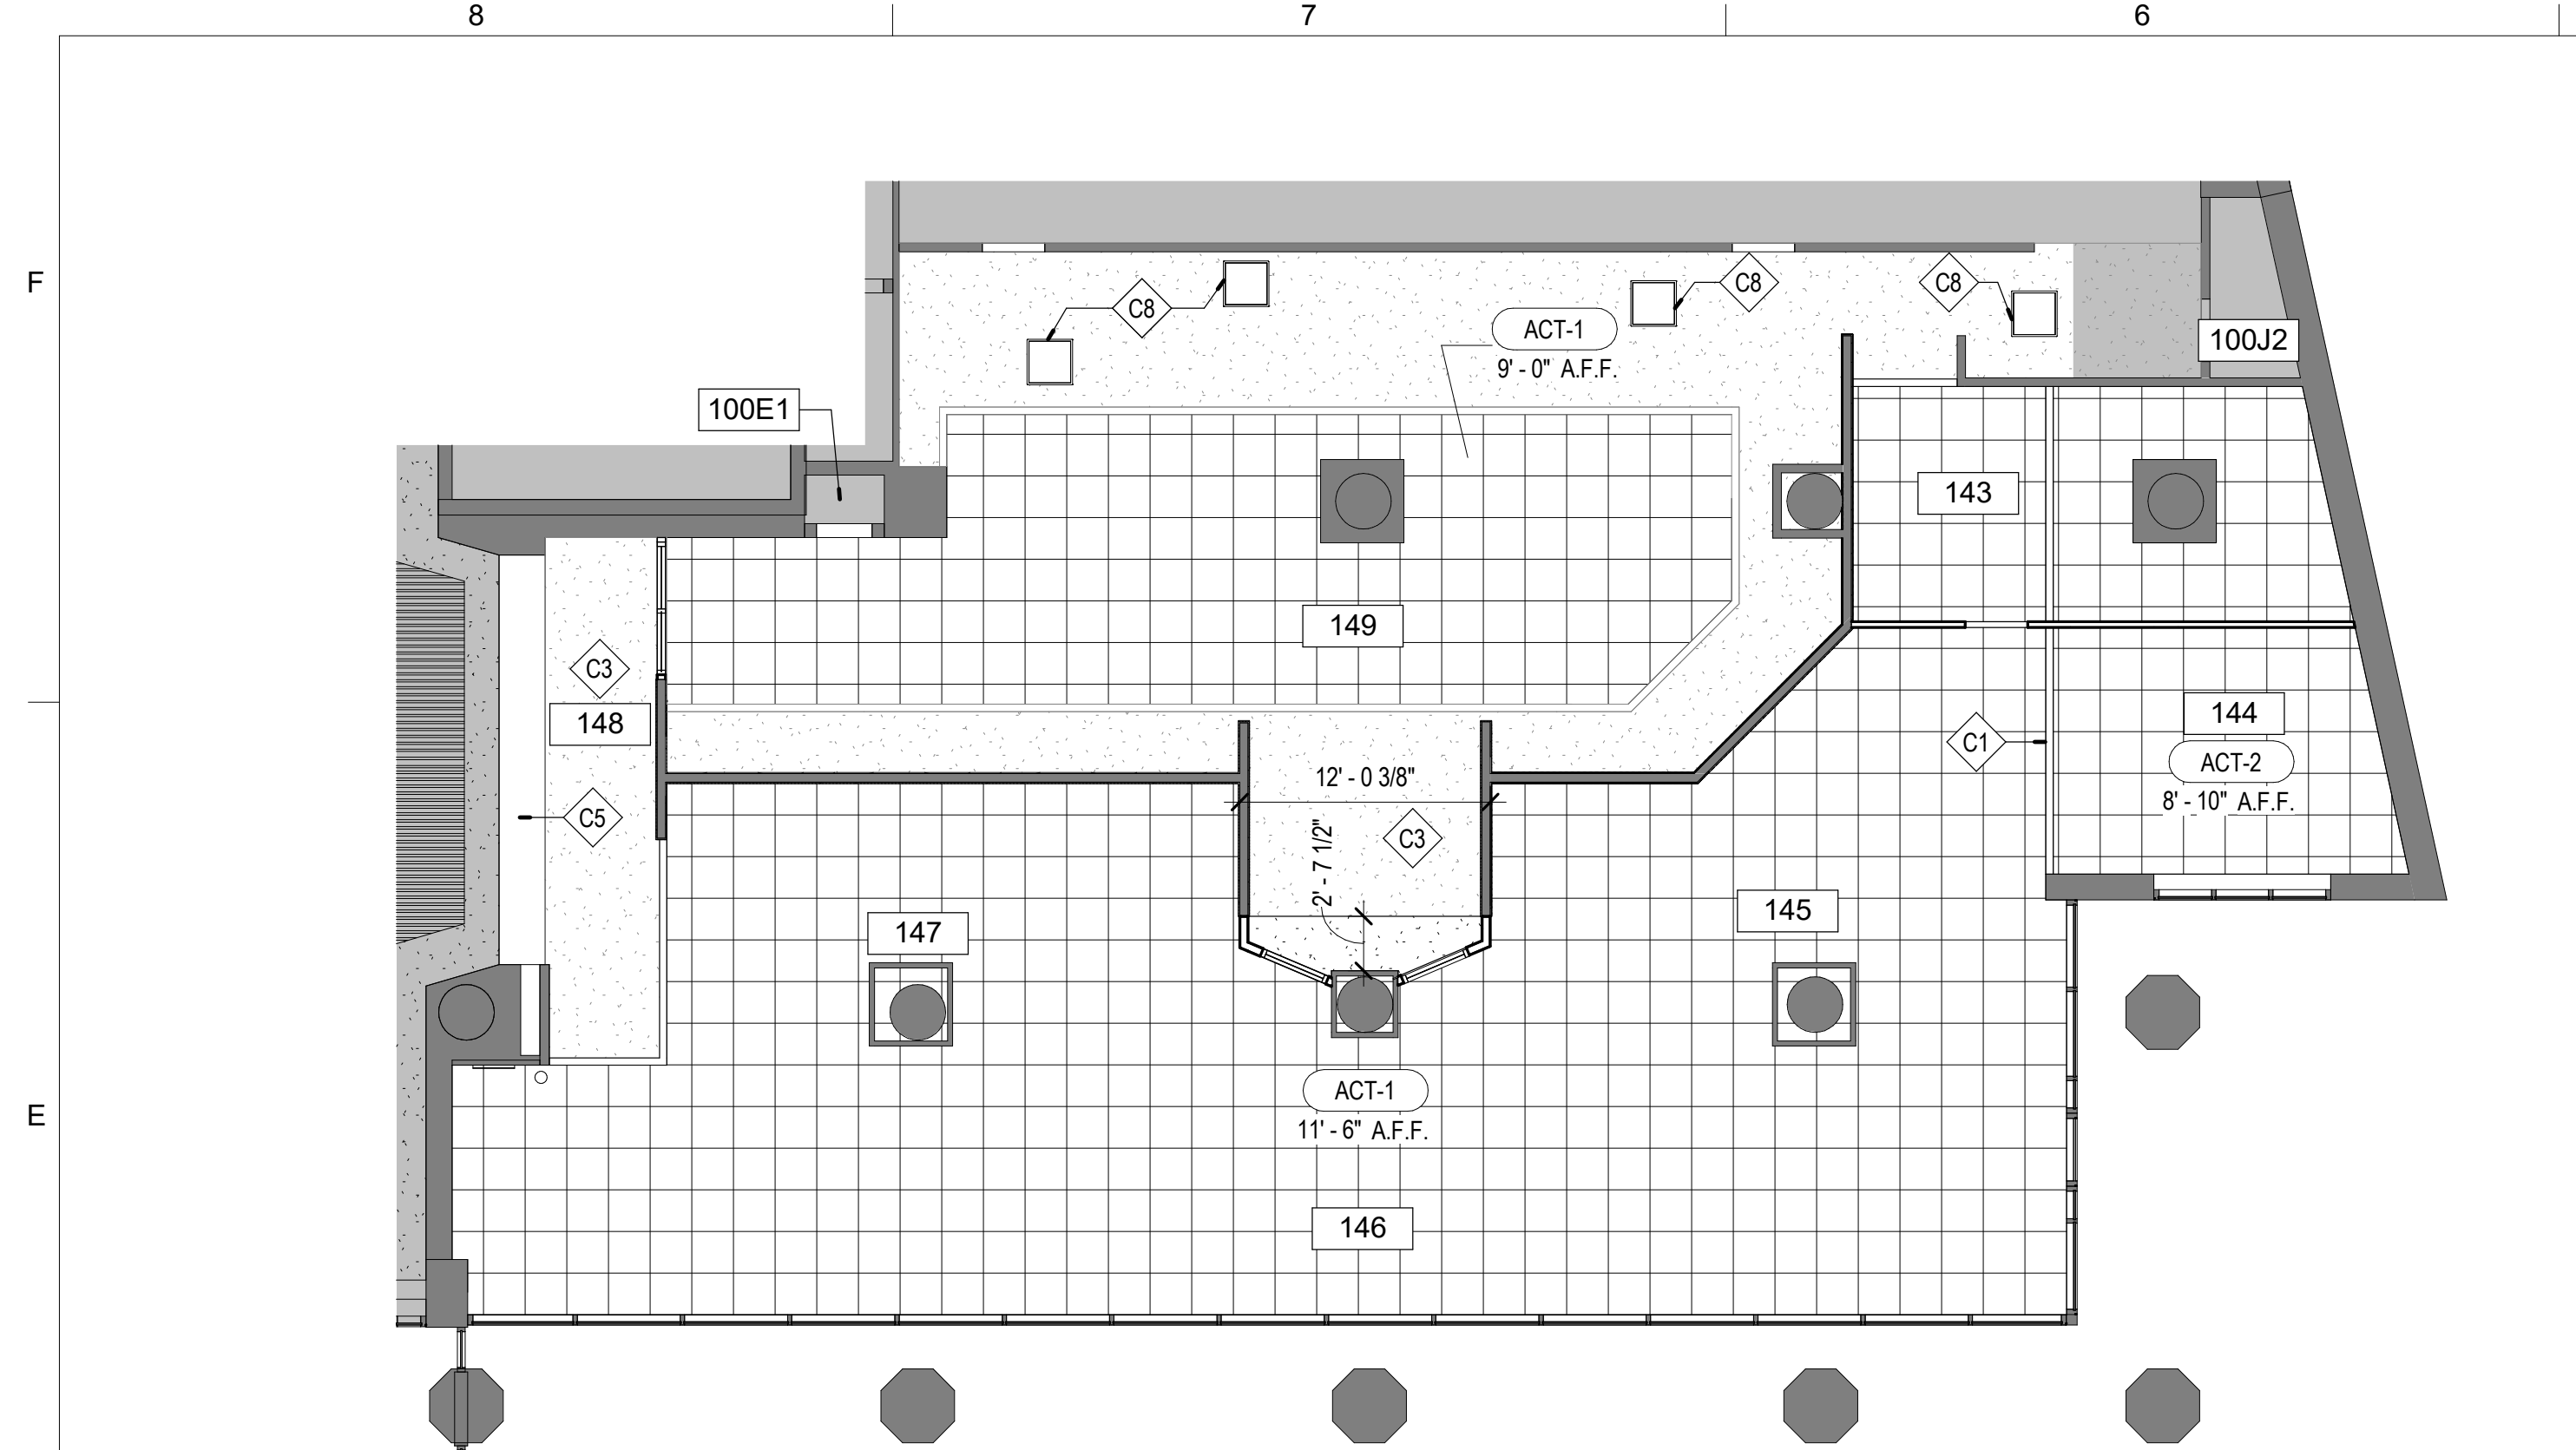 8 7 6
F
C8 C8 C8
ACT-1
9' - 0" A.F.F.
100J2
100E1
143
149
C3
148
144
C1
ACT-2
8' - 10" A.F.F.
12' - 0 3/8"
C5
C3
2' - 7 1/2"
145
147
ACT-1
E
11' - 6" A.F.F.
146